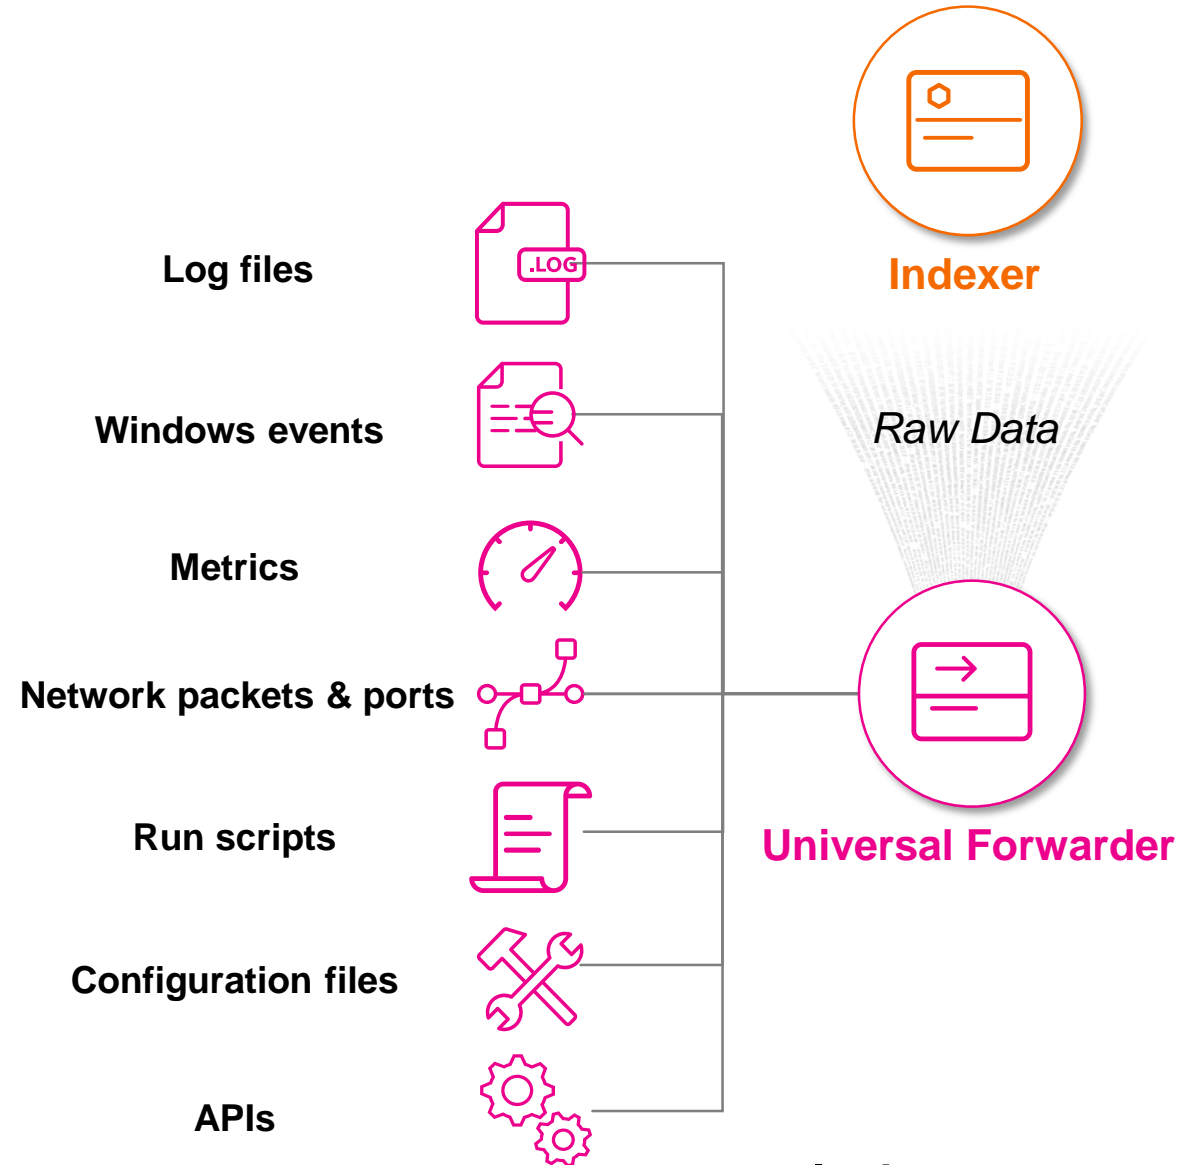 Indexer
Log files
.LOG
Raw Data
Windows events
Metrics
Network packets & ports
Universal Forwarder
Run scripts
Configuration files
APIs